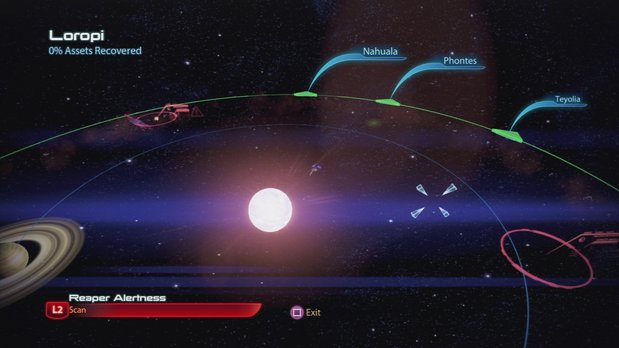 Loropi
0% Assets Recovered
Nahuala
Phontes
Teyolia
Reaper Alertness
L2 Scan
Exit